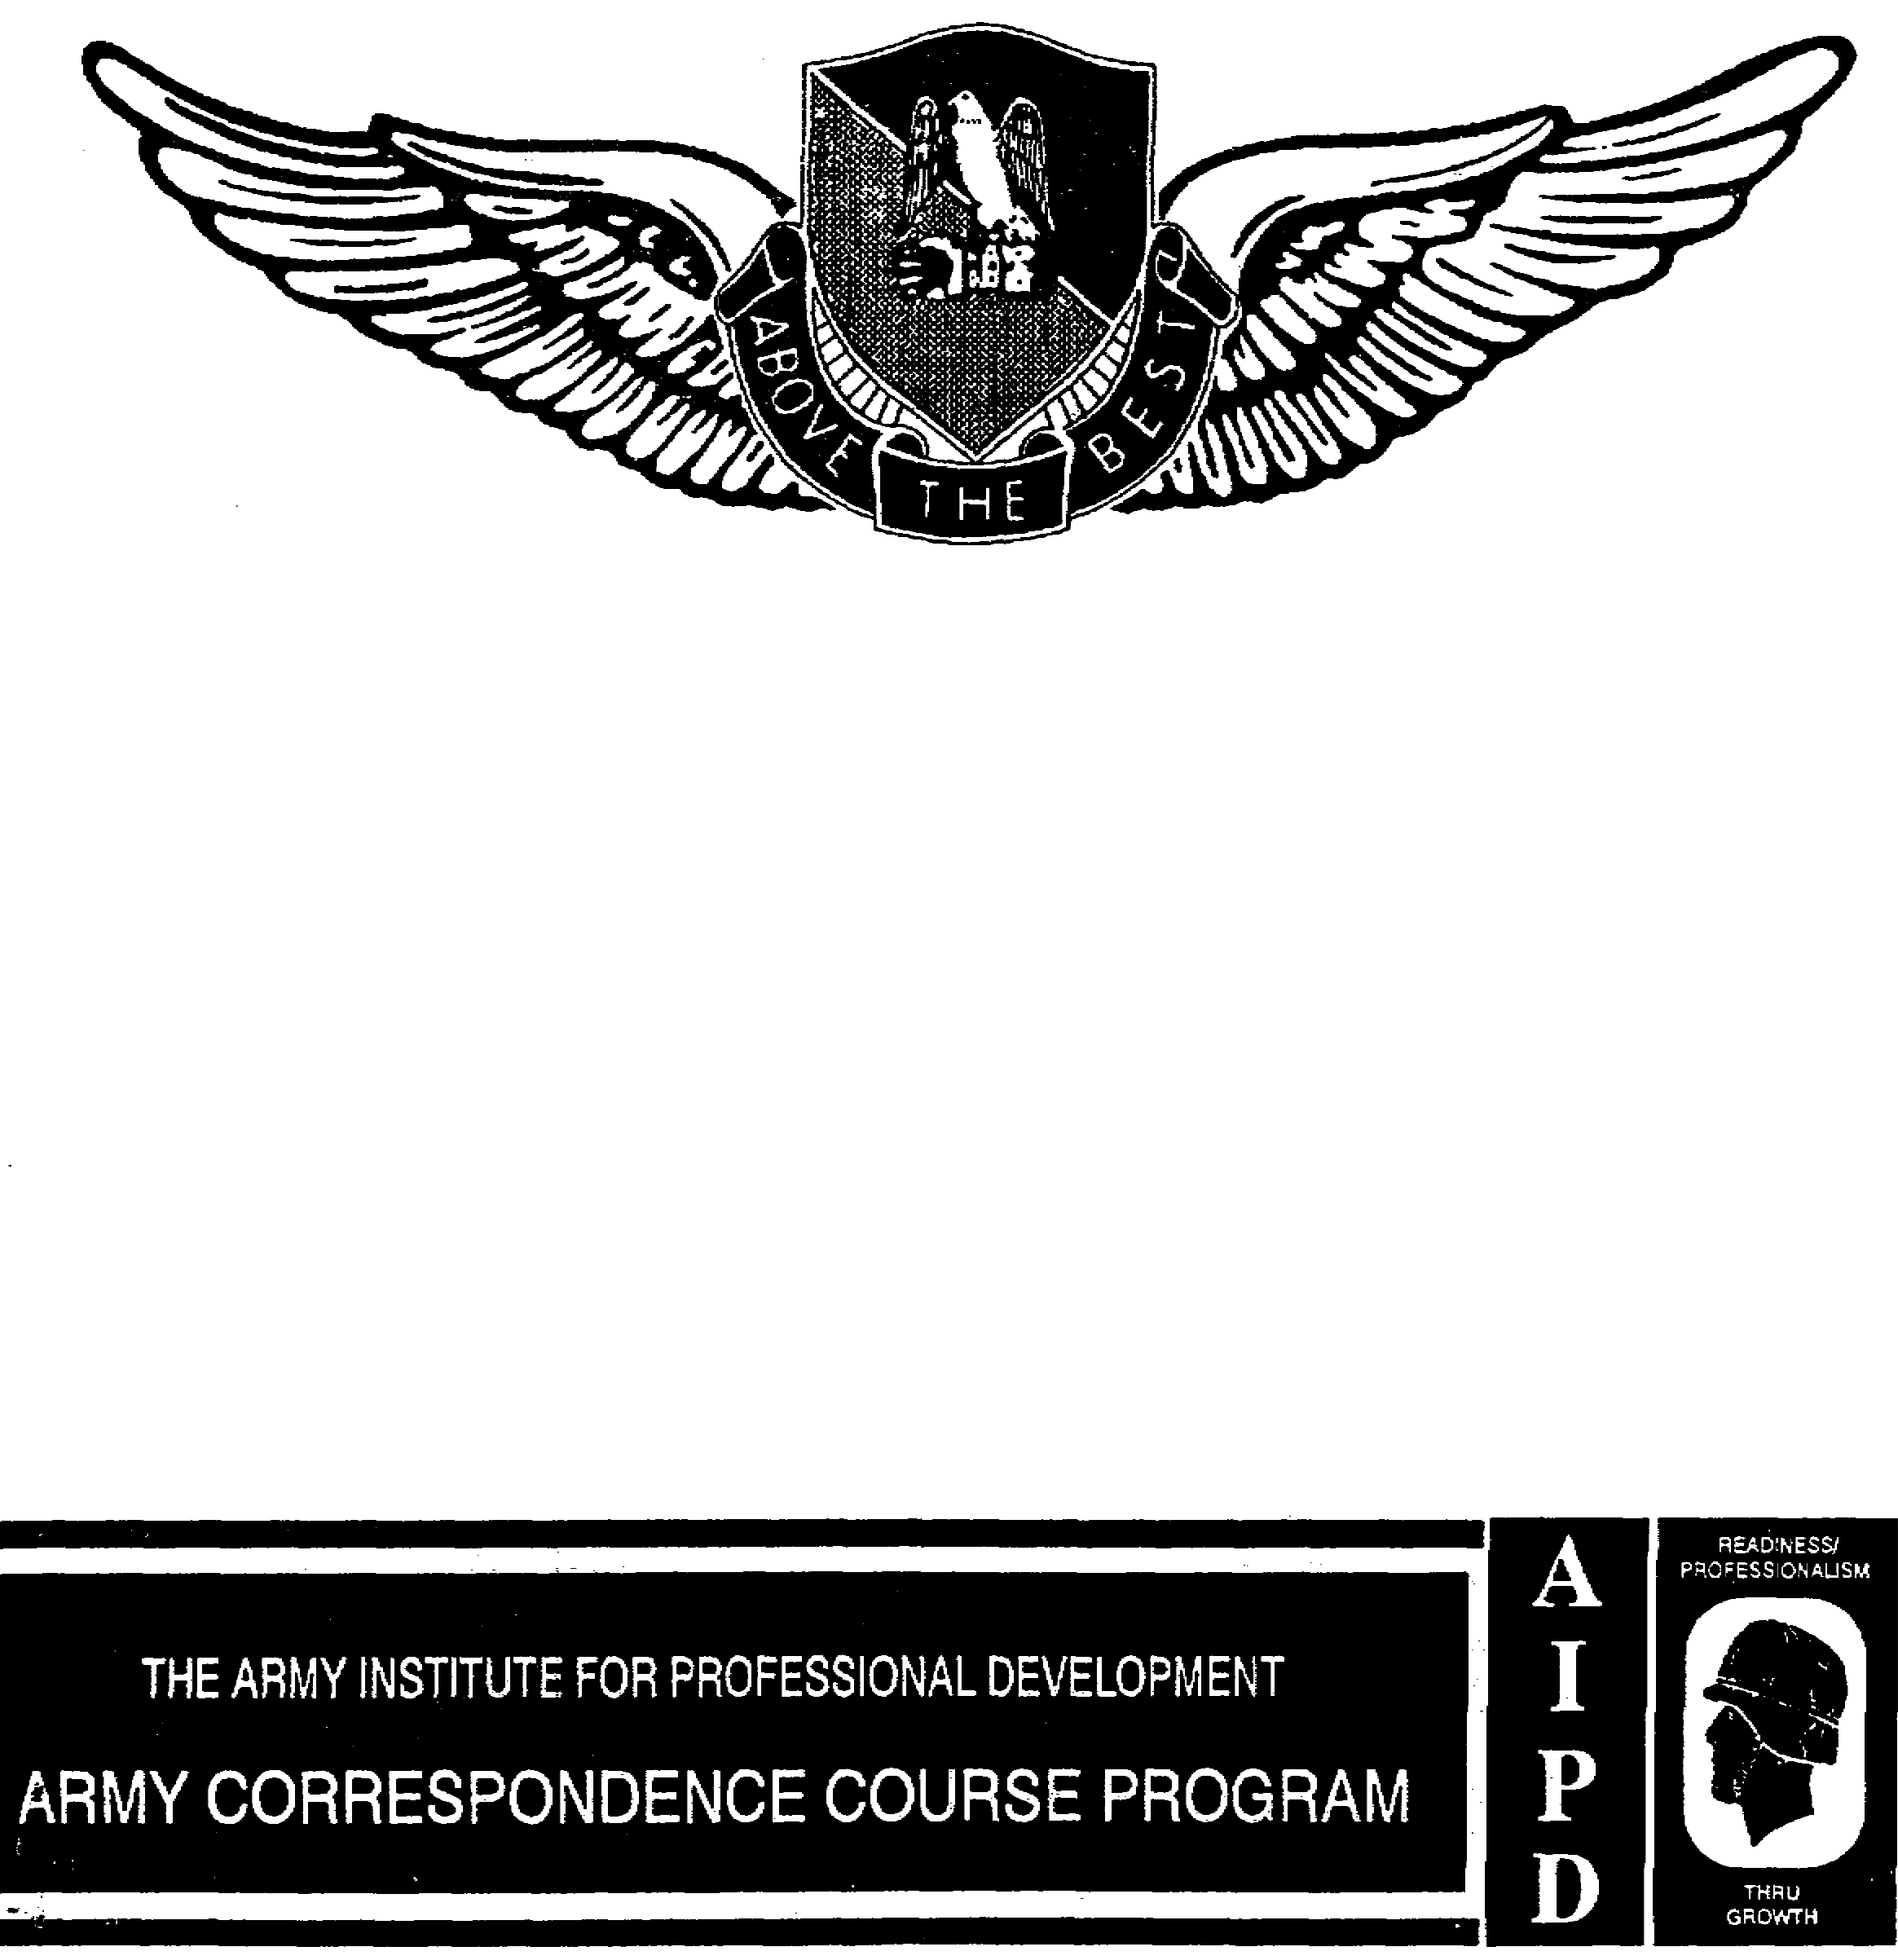 ABOVE THE BEST
THE ARMY INSTITUTE FOR PROFESSIONAL DEVELOPMENT
ARMY CORRESPONDENCE COURSE PROGRAM
A
I
P
D
READINESS/
PROFESSIONALISM
THRU
GROWTH